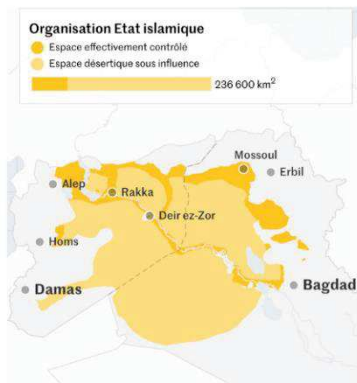 Organisation Etat islamique
Espace effectivement contrôlé
Espace désertique sous influence
236 600 km²
Mossoul
Erbil
Alep
Rakka
Deir ez-Zor
Homs
Damas
Bagdad